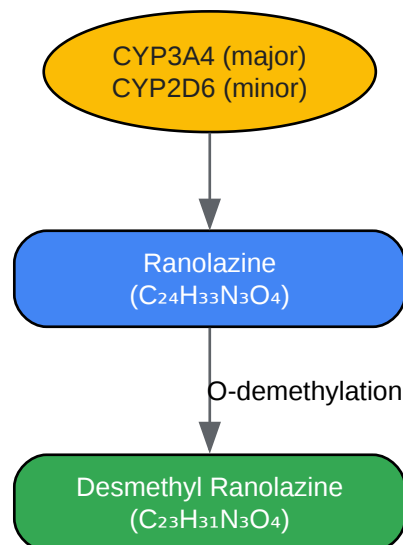 CYP3A4 (major)
CYP2D6 (minor)
Ranolazine
(C₂₄H₃₃N₃O₄)
O-demethylation
Desmethyl Ranolazine
(C₂₃H₃₁N₃O₄)